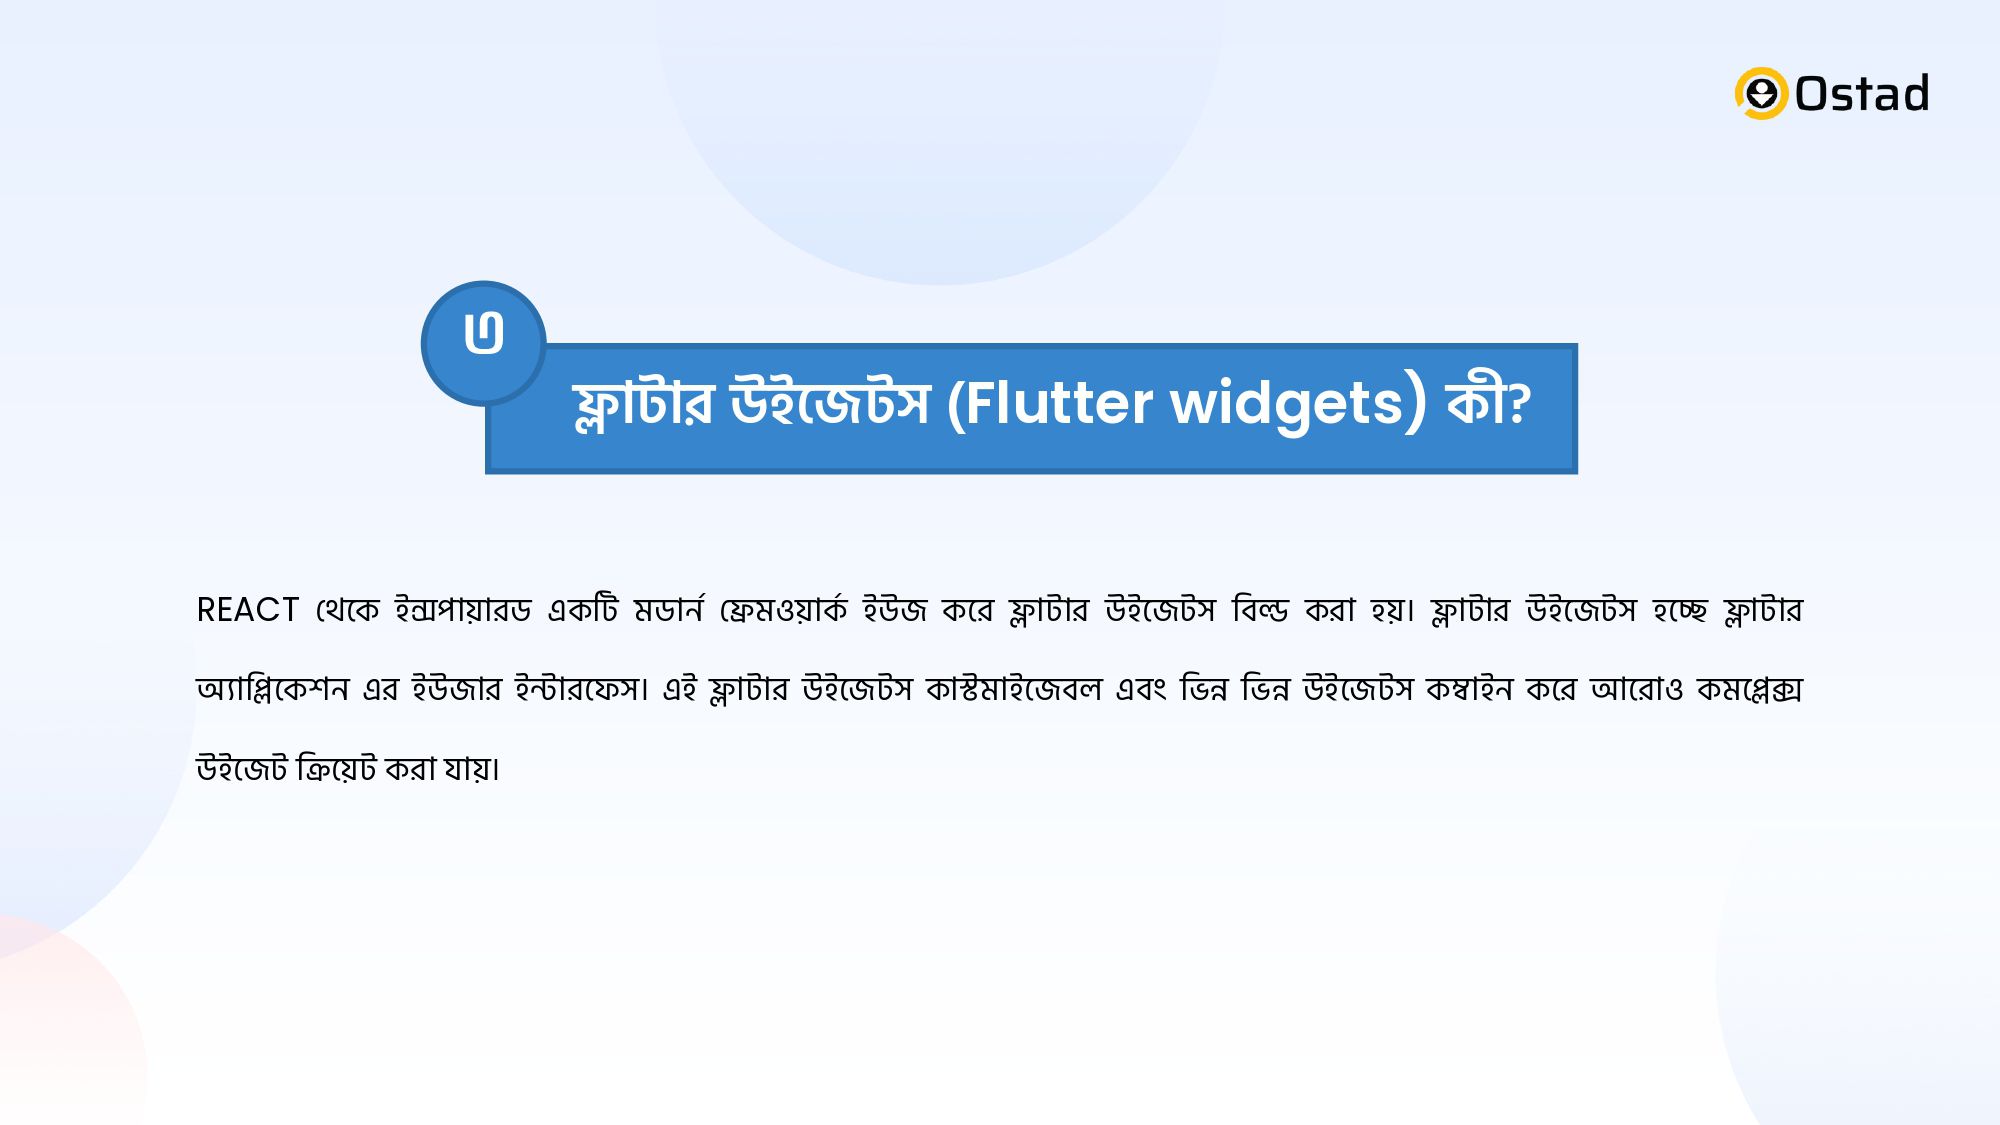 Ostad
৩
ফ্লাটার উইজেটস (Flutter widgets) কী?
REACT থেকে ইন্সপায়ারড একটি মডার্ন ফ্রেমওয়ার্ক ইউজ করে ফ্লাটার উইজেটস বিল্ড করা হয়। ফ্লাটার উইজেটস হচ্ছে ফ্লাটার
অ্যাপ্লিকেশন এর ইউজার ইন্টারফেস। এই ফ্লাটার উইজেটস কাস্টমাইজেবল এবং ভিন্ন ভিন্ন উইজেটস কম্বাইন করে আরোও কমপ্লেক্স
উইজেট ক্রিয়েট করা যায়।